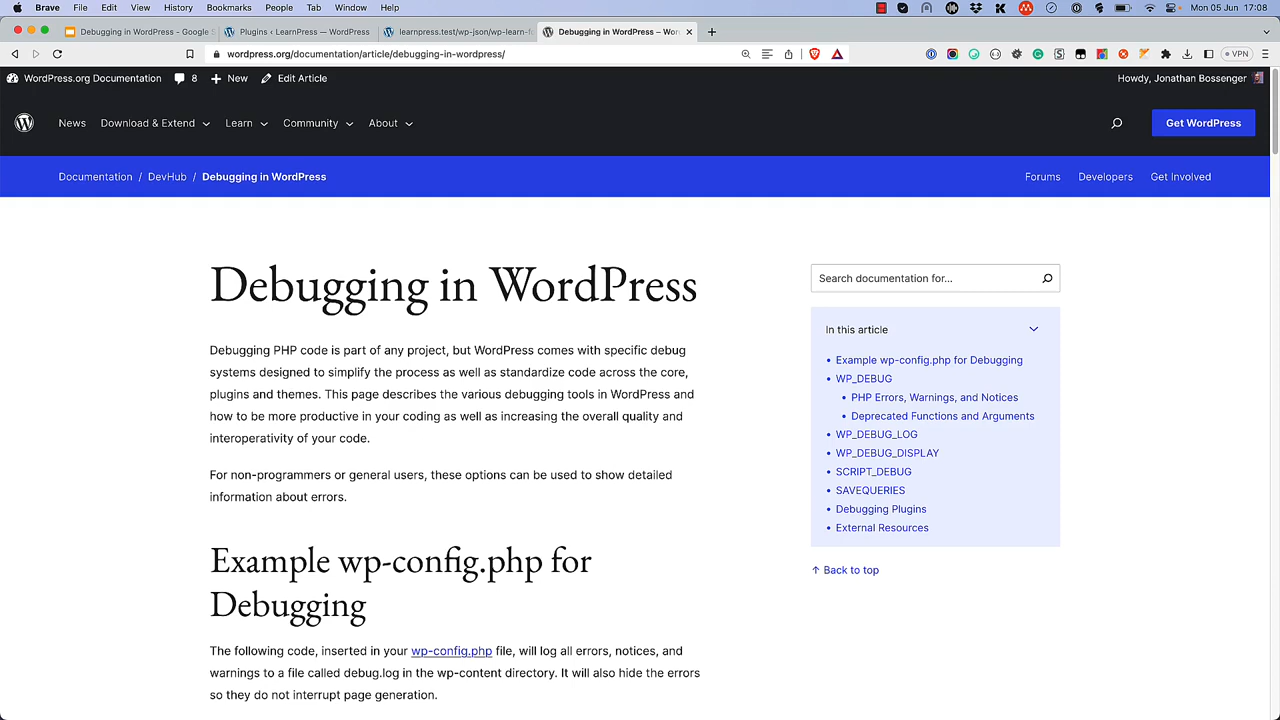 Brave File Edit View History Bookmarks People Tab Window Help Mon 05 Jun 17:08
Debugging in WordPress - Google S Plugins ‹ LearnPress — WordPress learnpress.test/wp-json/wp-learn-f Debugging in WordPress – Wor
wordpress.org/documentation/article/debugging-in-wordpress/ VPN
WordPress.org Documentation 8 New Edit Article Howdy, Jonathan Bossenger
News Download & Extend Learn Community About Get WordPress
Documentation / DevHub / Debugging in WordPress Forums Developers Get Involved
Debugging in WordPress
Debugging PHP code is part of any project, but WordPress comes with specific debug
systems designed to simplify the process as well as standardize code across the core,
plugins and themes. This page describes the various debugging tools in WordPress and
how to be more productive in your coding as well as increasing the overall quality and
interoperativity of your code.
For non-programmers or general users, these options can be used to show detailed
information about errors.
Example wp-config.php for
Debugging
The following code, inserted in your wp-config.php file, will log all errors, notices, and
warnings to a file called debug.log in the wp-content directory. It will also hide the errors
so they do not interrupt page generation.
Search documentation for...
In this article
• Example wp-config.php for Debugging
• WP_DEBUG
• PHP Errors, Warnings, and Notices
• Deprecated Functions and Arguments
• WP_DEBUG_LOG
• WP_DEBUG_DISPLAY
• SCRIPT_DEBUG
• SAVEQUERIES
• Debugging Plugins
• External Resources
↑ Back to top